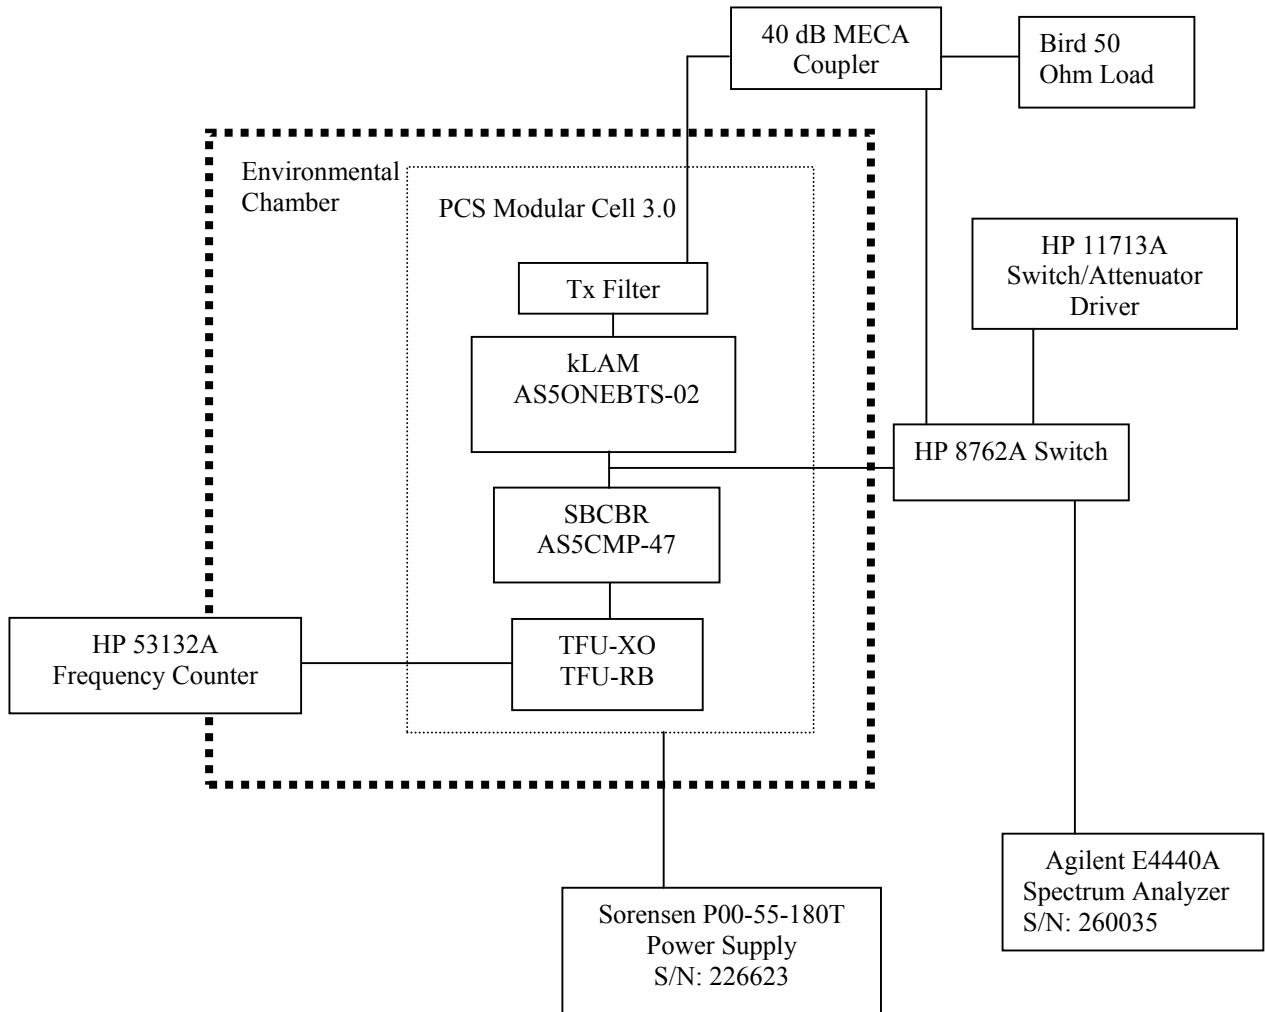 40 dB MECA
Coupler
Bird 50
Ohm Load
Environmental
Chamber
PCS Modular Cell 3.0
HP 11713A
Switch/Attenuator
Driver
Tx Filter
kLAM
AS5ONEBTS-02
HP 8762A Switch
SBCBR
AS5CMP-47
HP 53132A
Frequency Counter
TFU-XO
TFU-RB
Agilent E4440A
Spectrum Analyzer
S/N: 260035
Sorensen P00-55-180T
Power Supply
S/N: 226623